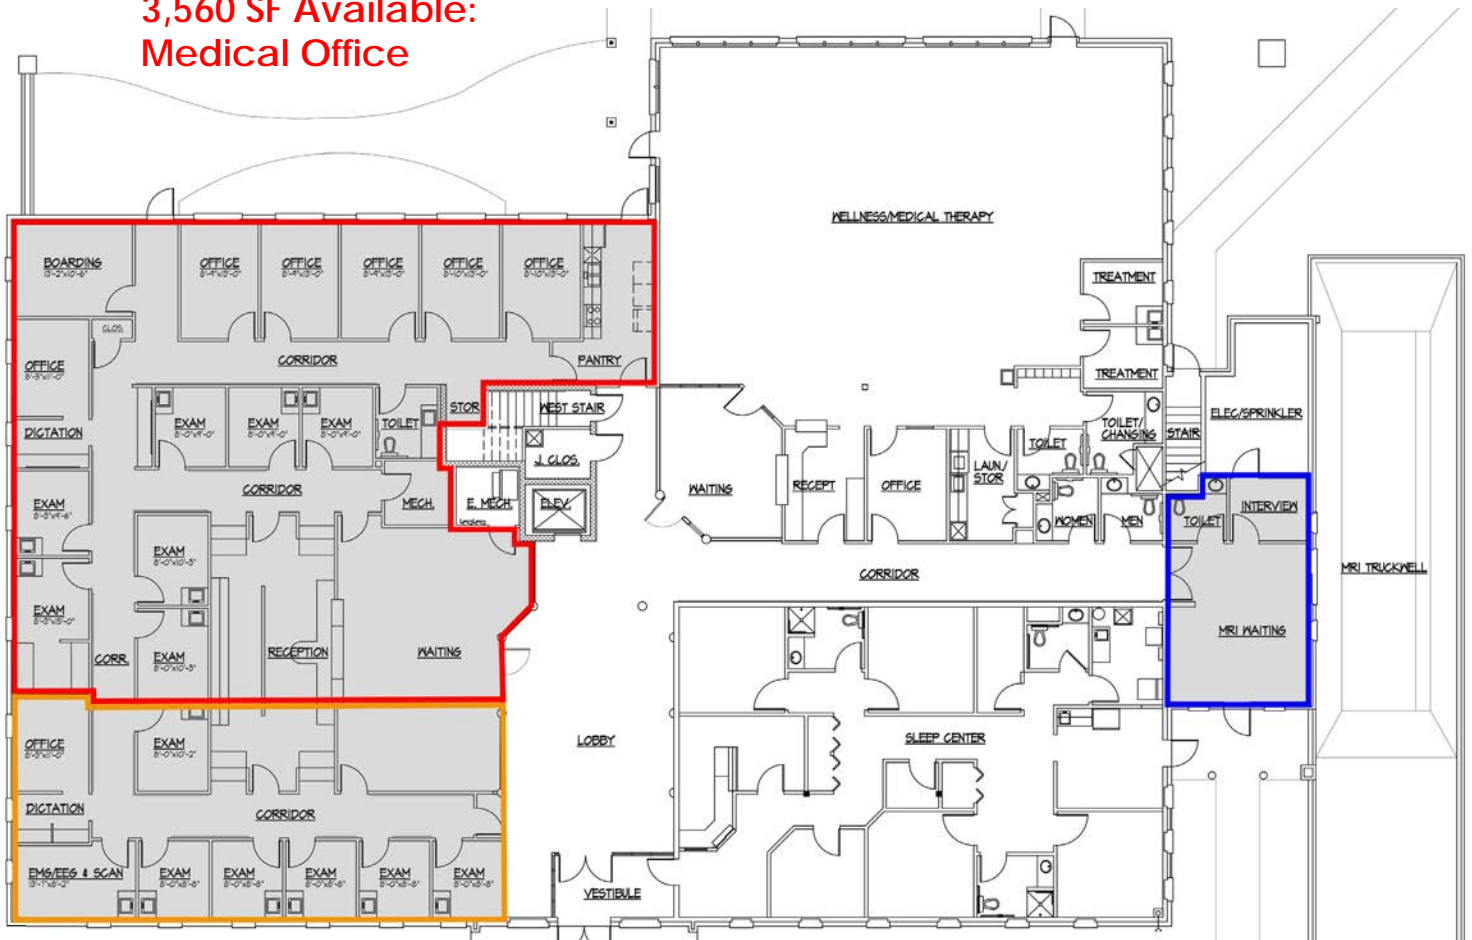 3,560 SF Available:
Medical Office
WELLNESS/MEDICAL THERAPY
BOARDING
OFFICE
OFFICE
OFFICE
OFFICE
OFFICE
TREATMENT
CLOS.
CORRIDOR
PANTRY
OFFICE
TREATMENT
STOR
WEST STAIR
ELEC/SPRINKLER
EXAM
EXAM
EXAM
TOILET
TOILET/
CHANGING
STAIR
DICTATION
TOILET
J. CLOS.
LAUN/
STOR
WAITING
RECEPT
OFFICE
CORRIDOR
EXAM
MECH.
E. MECH.
ELEV.
WOMEN
MEN
TOILET
INTERVIEW
EXAM
CORRIDOR
MRI TRUCKWELL
EXAM
MRI WAITING
CORR.
EXAM
RECEPTION
WAITING
OFFICE
EXAM
LOBBY
SLEEP CENTER
DICTATION
CORRIDOR
EMG/EEG & SCAN
EXAM
EXAM
EXAM
EXAM
EXAM
VESTIBULE